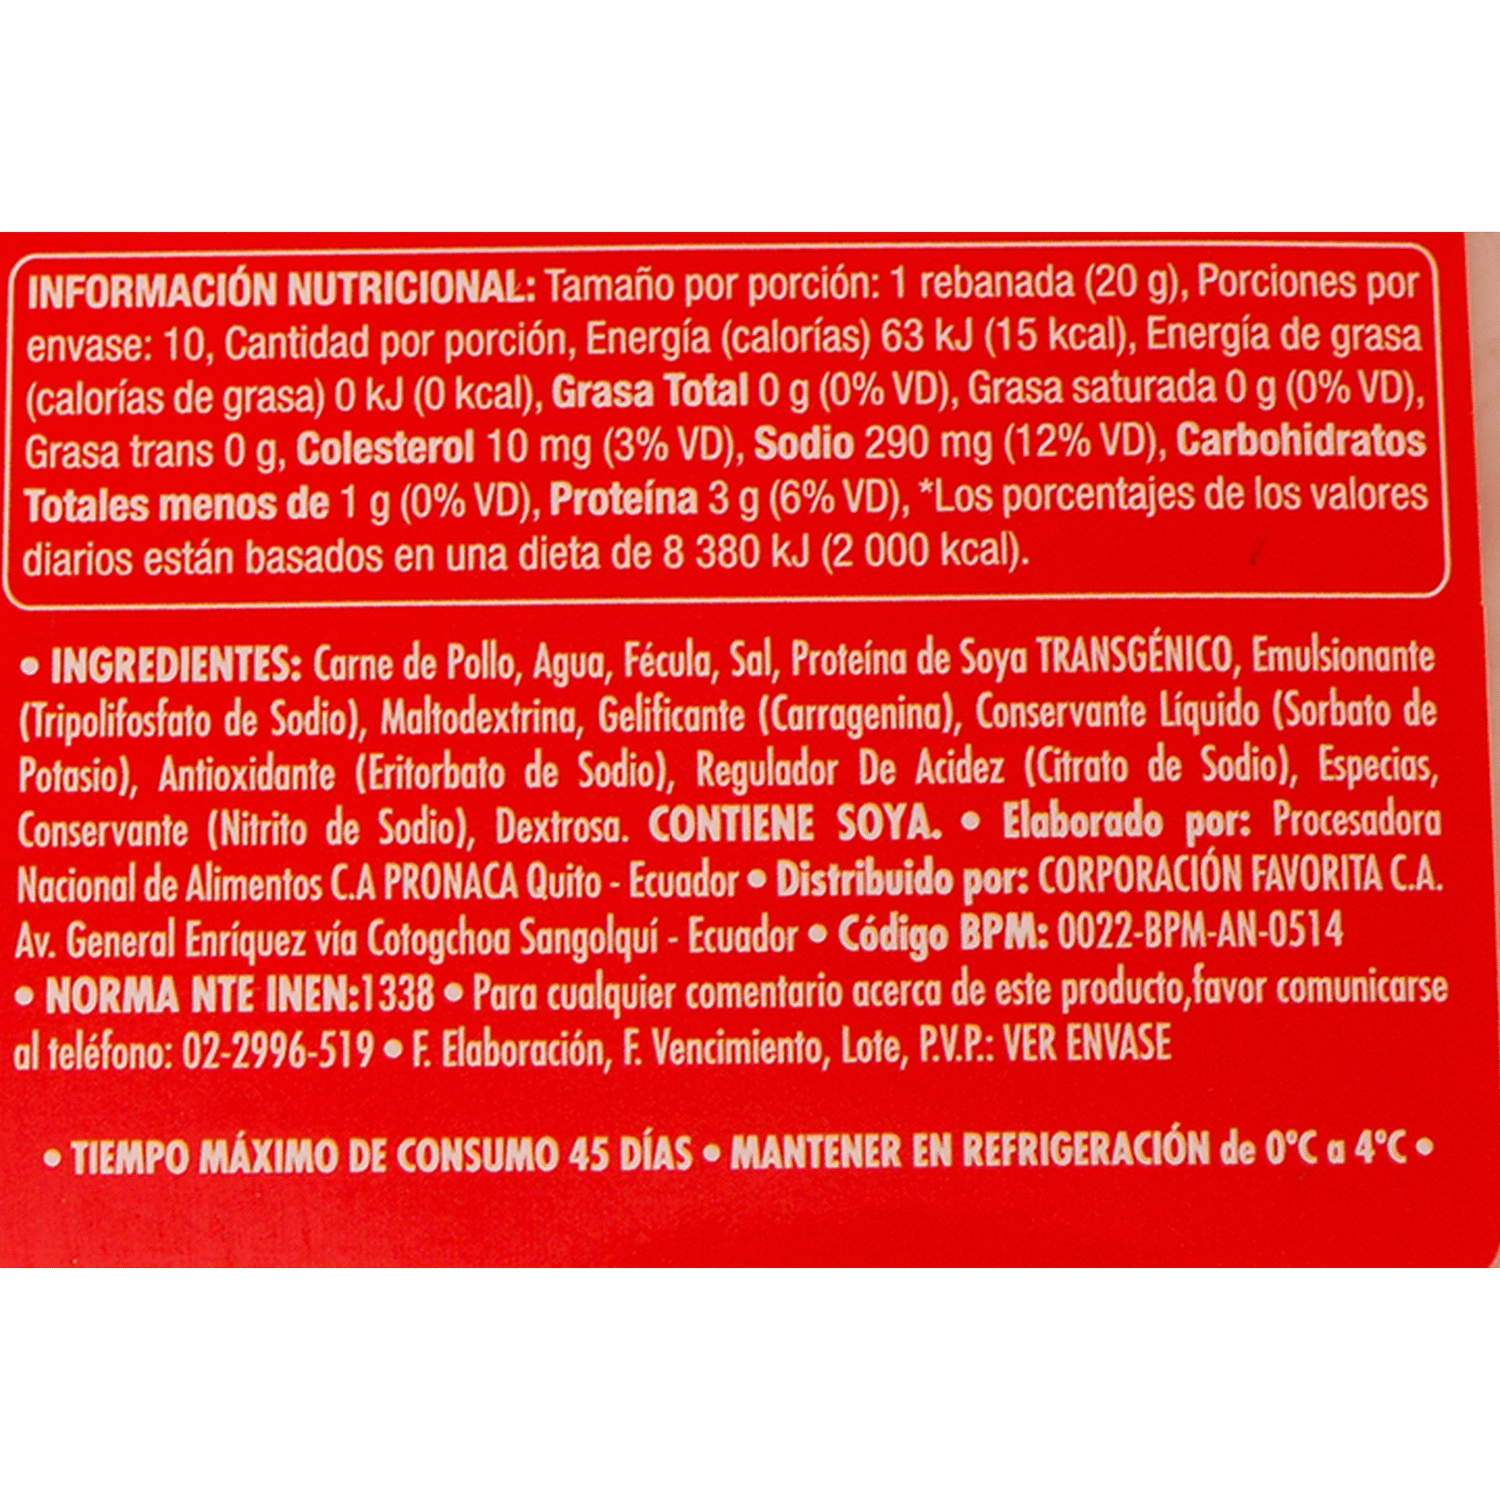 INFORMACIÓN NUTRICIONAL: Tamaño por porción: 1 rebanada (20 g), Porciones por
envase: 10, Cantidad por porción, Energía (calorías) 63 kJ (15 kcal), Energía de grasa
(calorías de grasa) 0 kJ (0 kcal), Grasa Total 0 g (0% VD), Grasa saturada 0 g (0% VD),
Grasa trans 0 g, Colesterol 10 mg (3% VD), Sodio 290 mg (12% VD), Carbohidratos
Totales menos de 1 g (0% VD), Proteína 3 g (6% VD), *Los porcentajes de los valores
diarios están basados en una dieta de 8 380 kJ (2 000 kcal).
• INGREDIENTES: Carne de Pollo, Agua, Fécula, Sal, Proteína de Soya TRANSGÉNICO, Emulsionante
(Tripolifosfato de Sodio), Maltodextrina, Gelificante (Carragenina), Conservante Líquido (Sorbato de
Potasio), Antioxidante (Eritorbato de Sodio), Regulador De Acidez (Citrato de Sodio), Especias,
Conservante (Nitrito de Sodio), Dextrosa. CONTIENE SOYA. • Elaborado por: Procesadora
Nacional de Alimentos C.A PRONACA Quito - Ecuador • Distribuido por: CORPORACIÓN FAVORITA C.A.
Av. General Enríquez vía Cotogchoa Sangolquí - Ecuador • Código BPM: 0022-BPM-AN-0514
• NORMA NTE INEN:1338 • Para cualquier comentario acerca de este producto,favor comunicarse
al teléfono: 02-2996-519 • F. Elaboración, F. Vencimiento, Lote, P.V.P.: VER ENVASE
• TIEMPO MÁXIMO DE CONSUMO 45 DÍAS • MANTENER EN REFRIGERACIÓN de 0°C a 4°C •